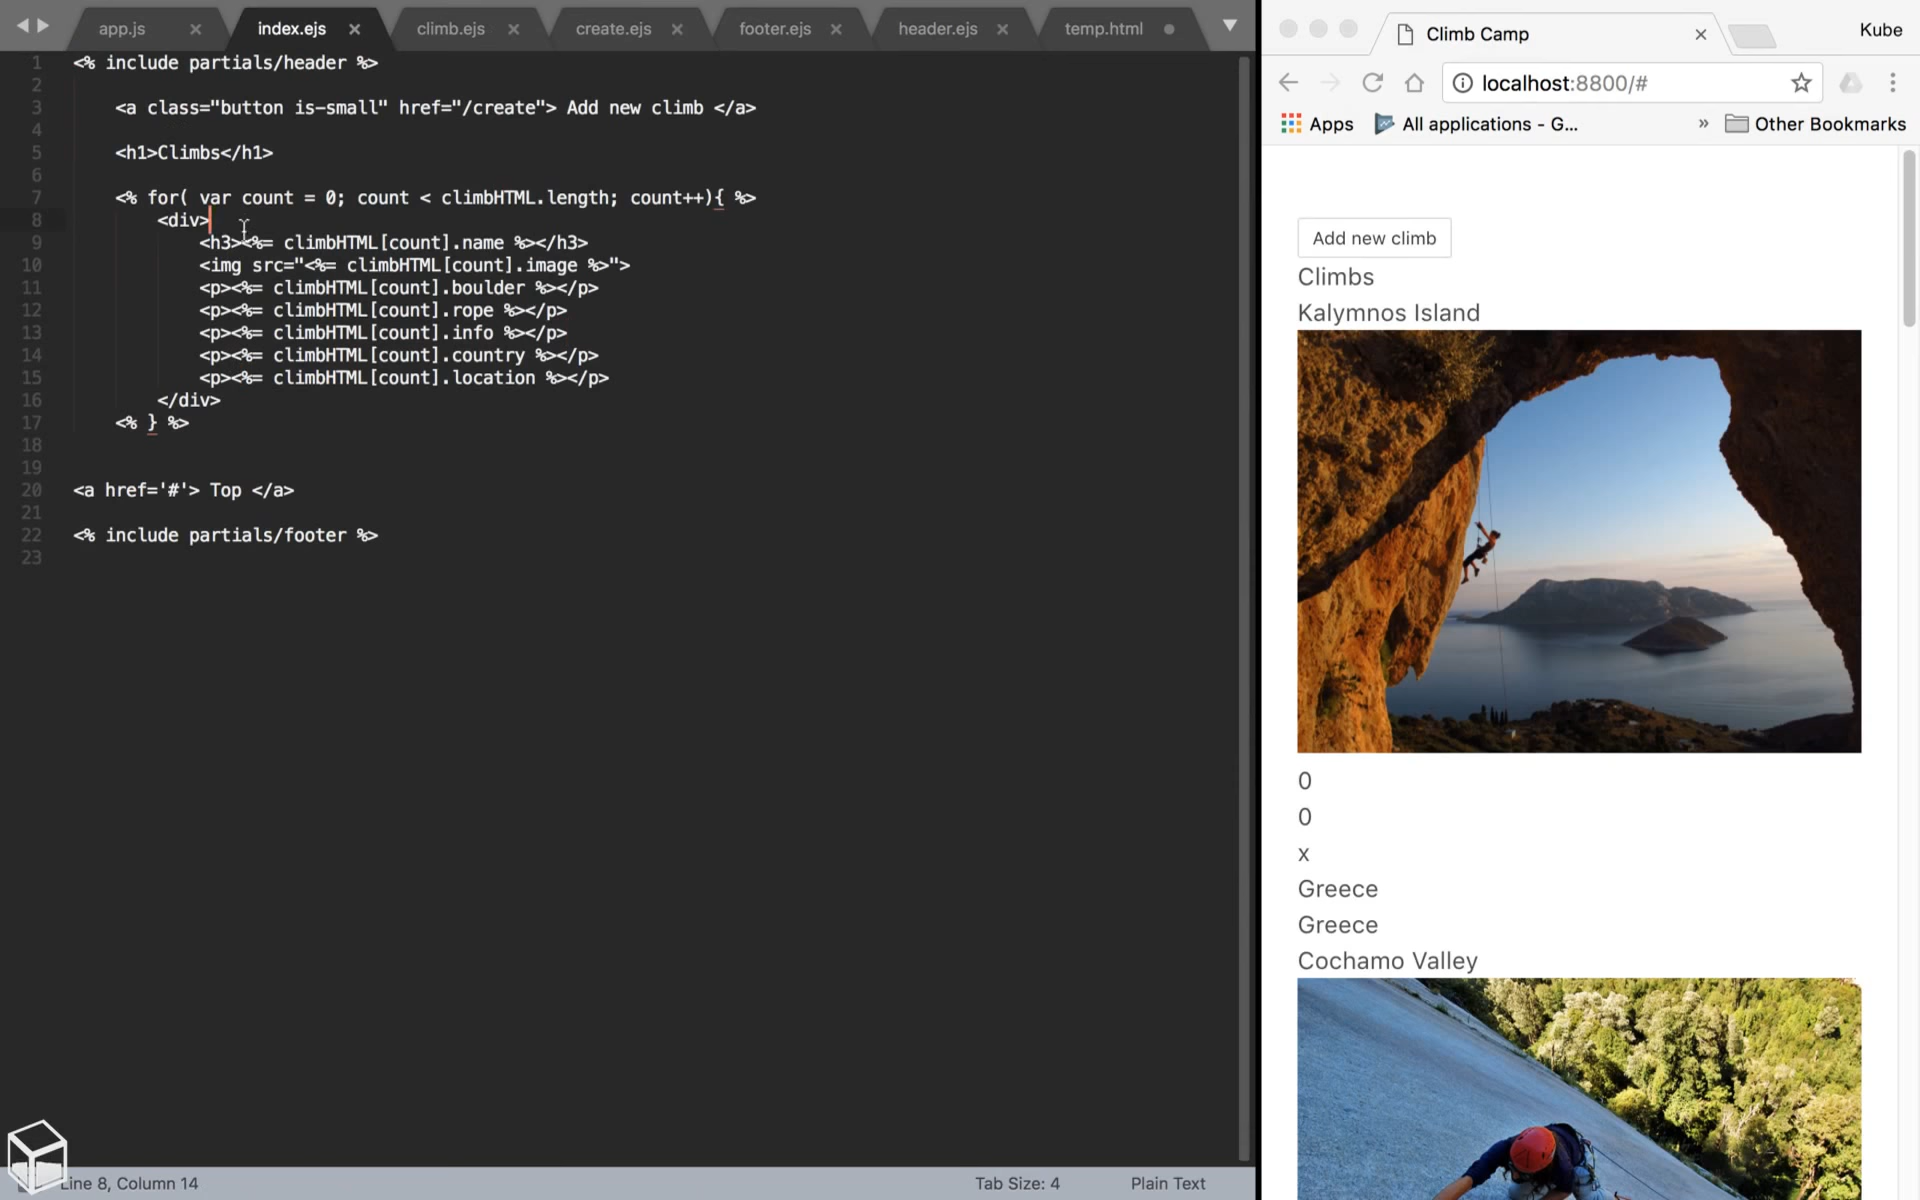 app.js
index.ejs
climb.ejs
create.ejs
footer.ejs
header.ejs
temp.html
1 <% include partials/header %>
2
3 <a class="button is-small" href="/create"> Add new climb </a>
4
5 <h1>Climbs</h1>
6
7 <% for( var count = 0; count < climbHTML.length; count++){ %>
8 <div>
9 <h3><%= climbHTML[count].name %></h3>
10 <img src="<%= climbHTML[count].image %>">
11 <p><%= climbHTML[count].boulder %></p>
12 <p><%= climbHTML[count].rope %></p>
13 <p><%= climbHTML[count].info %></p>
14 <p><%= climbHTML[count].country %></p>
15 <p><%= climbHTML[count].location %></p>
16 </div>
17 <% } %>
18
19
20 <a href='#'> Top </a>
21
22 <% include partials/footer %>
23
Line 8, Column 14
Tab Size: 4
Plain Text
Climb Camp
Kube
localhost:8800/#
Apps
All applications - G...
»
Other Bookmarks
Add new climb
Climbs
Kalymnos Island
0
0
x
Greece
Greece
Cochamo Valley